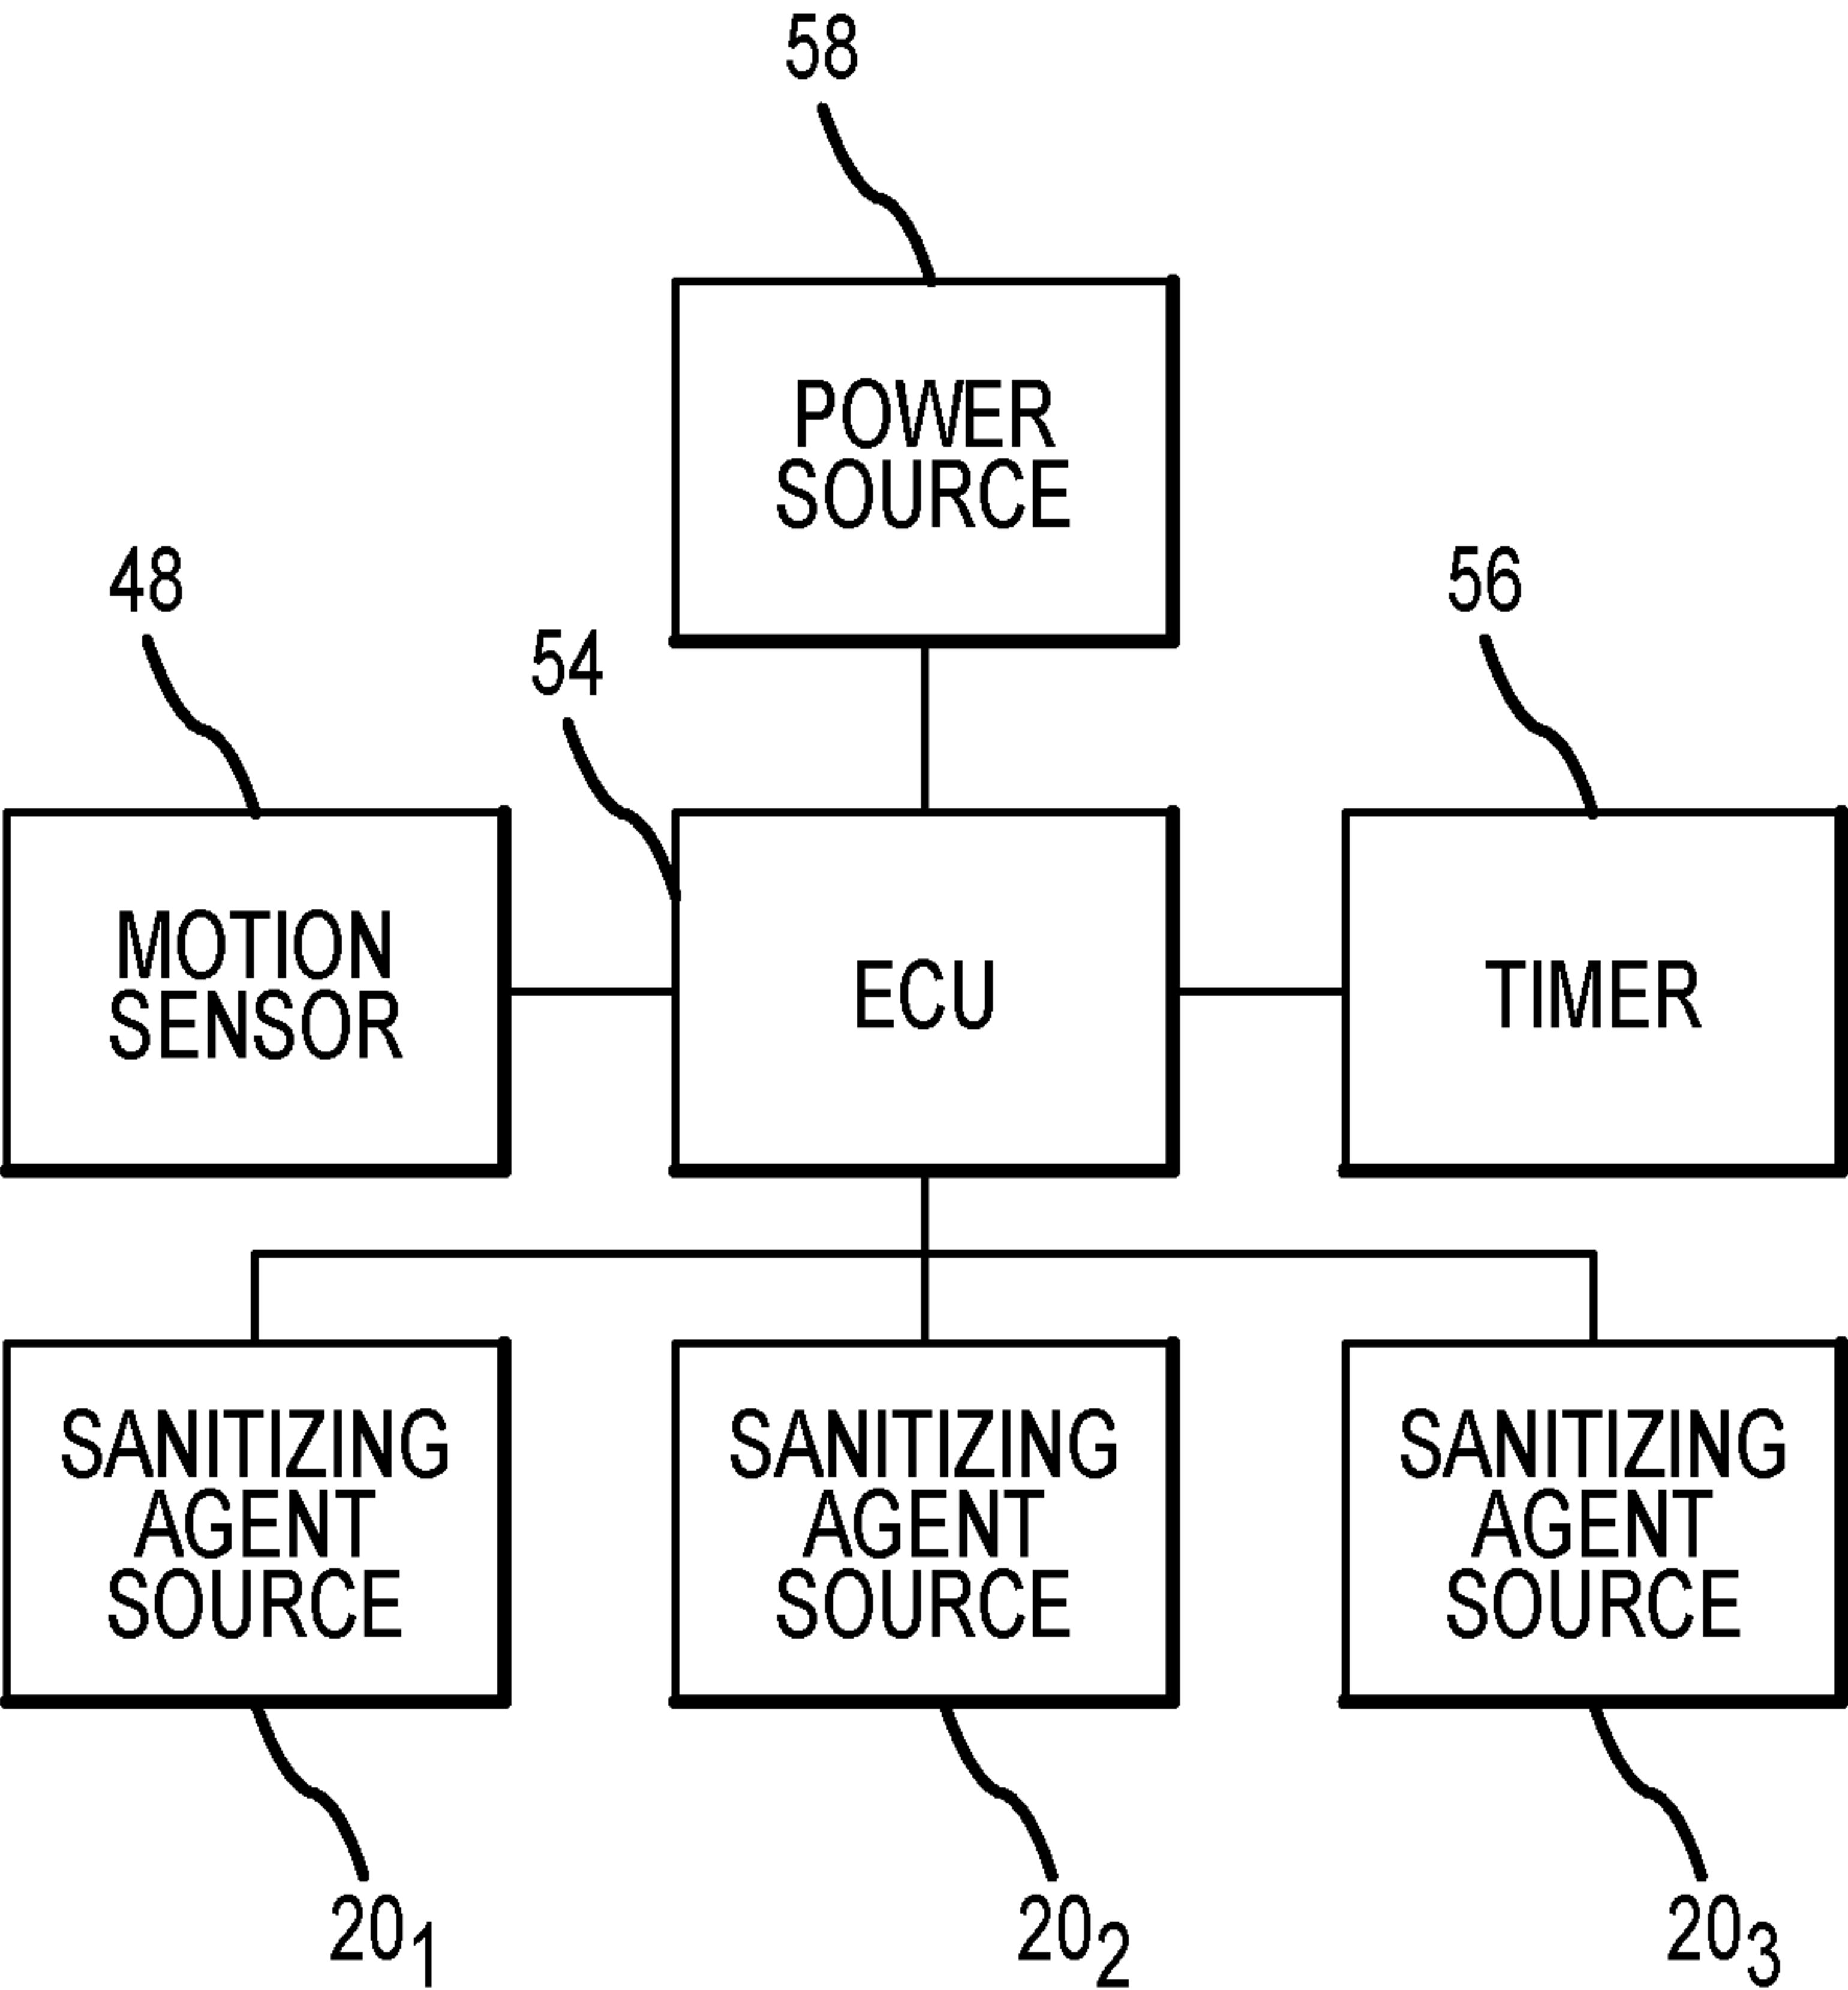 58
POWER
SOURCE
48
54
56
MOTION
SENSOR
ECU
TIMER
SANITIZING
AGENT
SOURCE
SANITIZING
AGENT
SOURCE
SANITIZING
AGENT
SOURCE
20₁
20₂
20₃